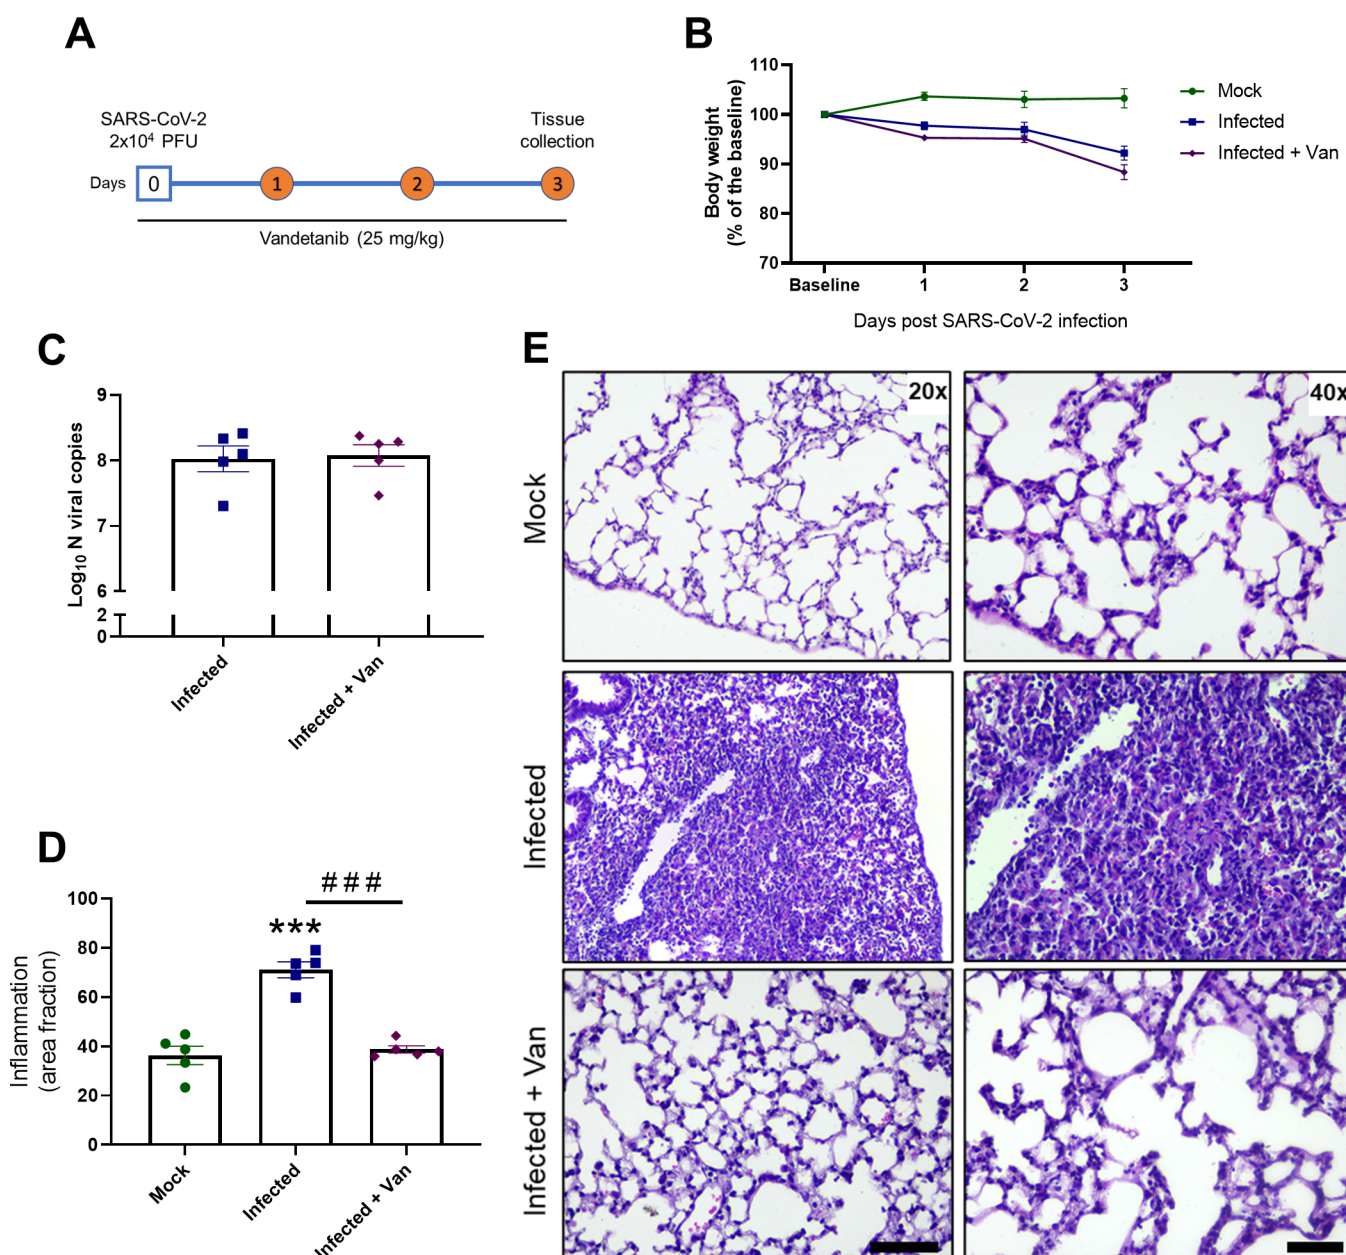 A
SARS-CoV-2
2x10⁴ PFU
Tissue
collection
Days
0
1
2
3
Vandetanib (25 mg/kg)
B
Body weight
(% of the baseline)
110
100
90
80
70
Baseline
1
2
3
Days post SARS-CoV-2 infection
Mock
Infected
Infected + Van
C
Log₁₀ N viral copies
9
8
7
6
2
0
Infected
Infected + Van
D
Inflammation
(area fraction)
100
80
60
40
20
0
***
###
Mock
Infected
Infected + Van
E
20x
40x
Mock
Infected
Infected + Van